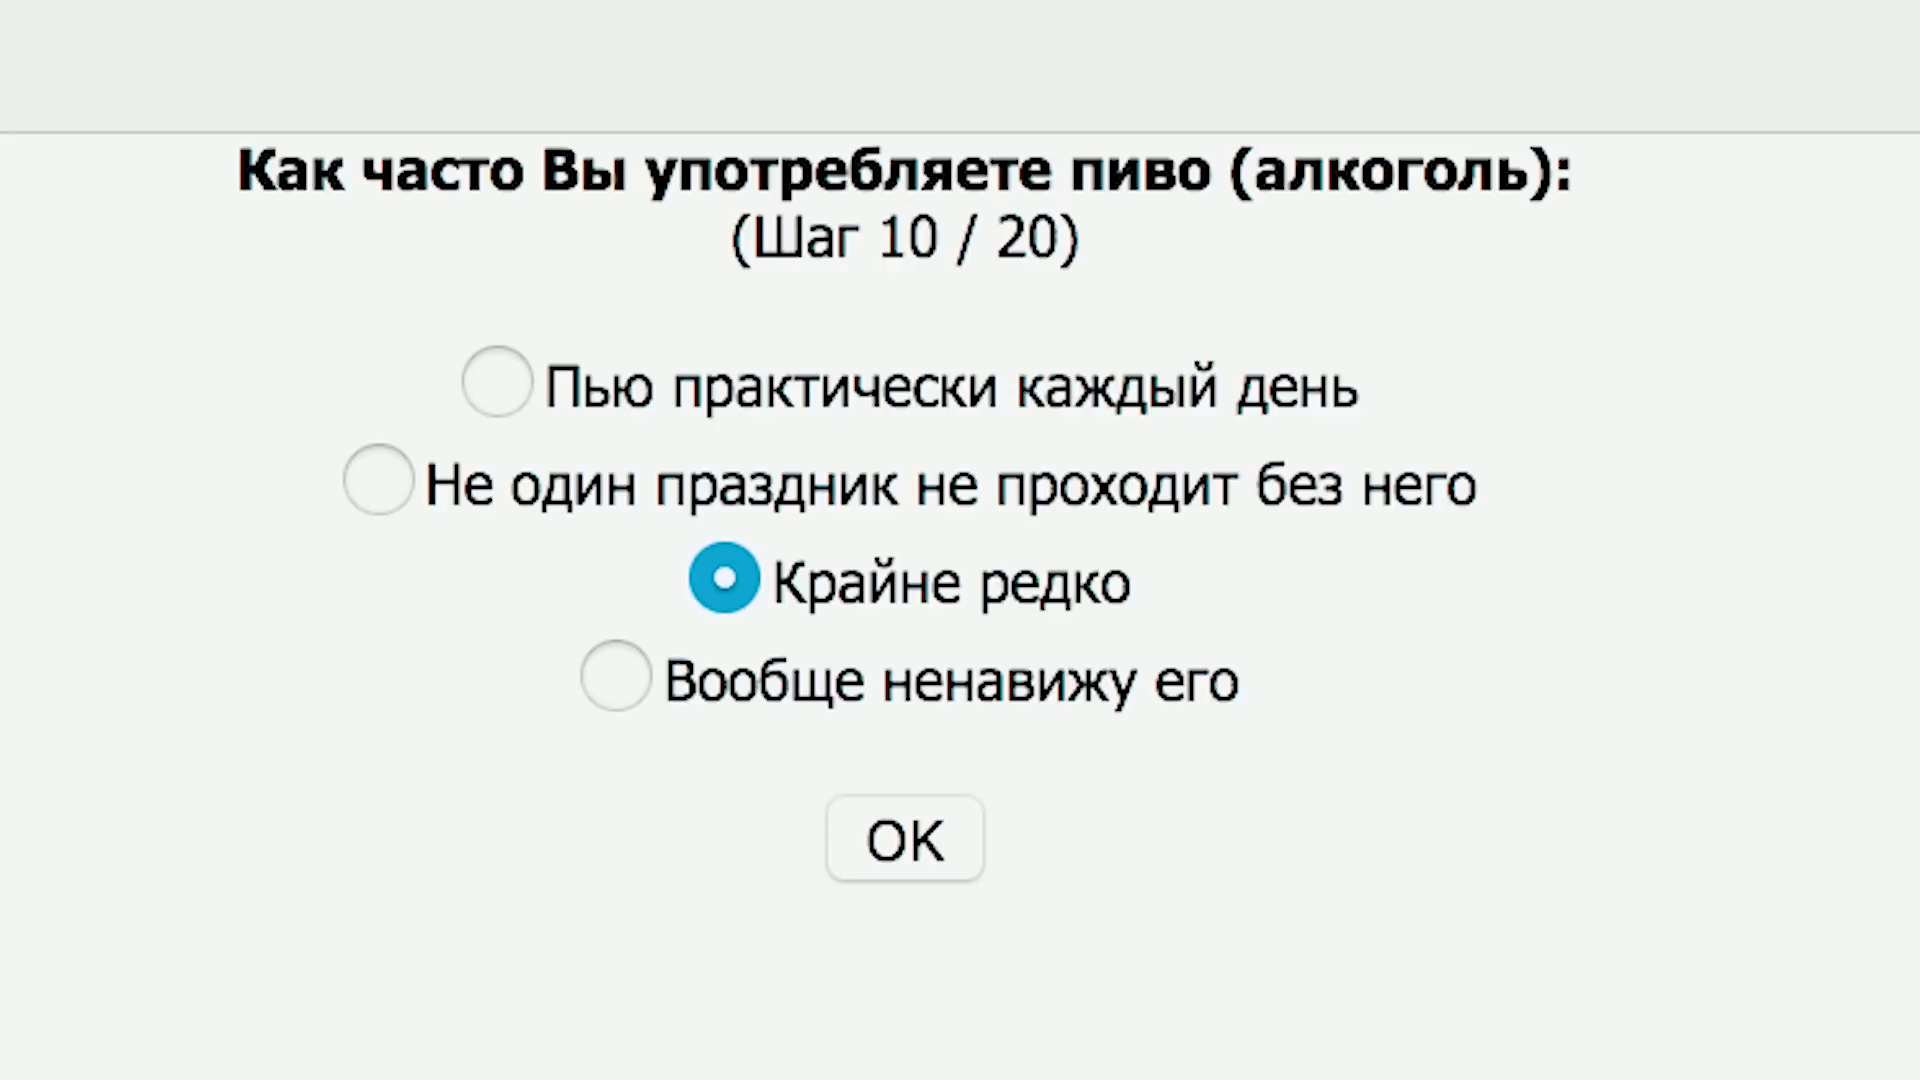 Как часто Вы употребляете пиво (алкоголь):
(Шаг 10 / 20)
Пью практически каждый день
Не один праздник не проходит без него
Крайне редко
Вообще ненавижу его
OK